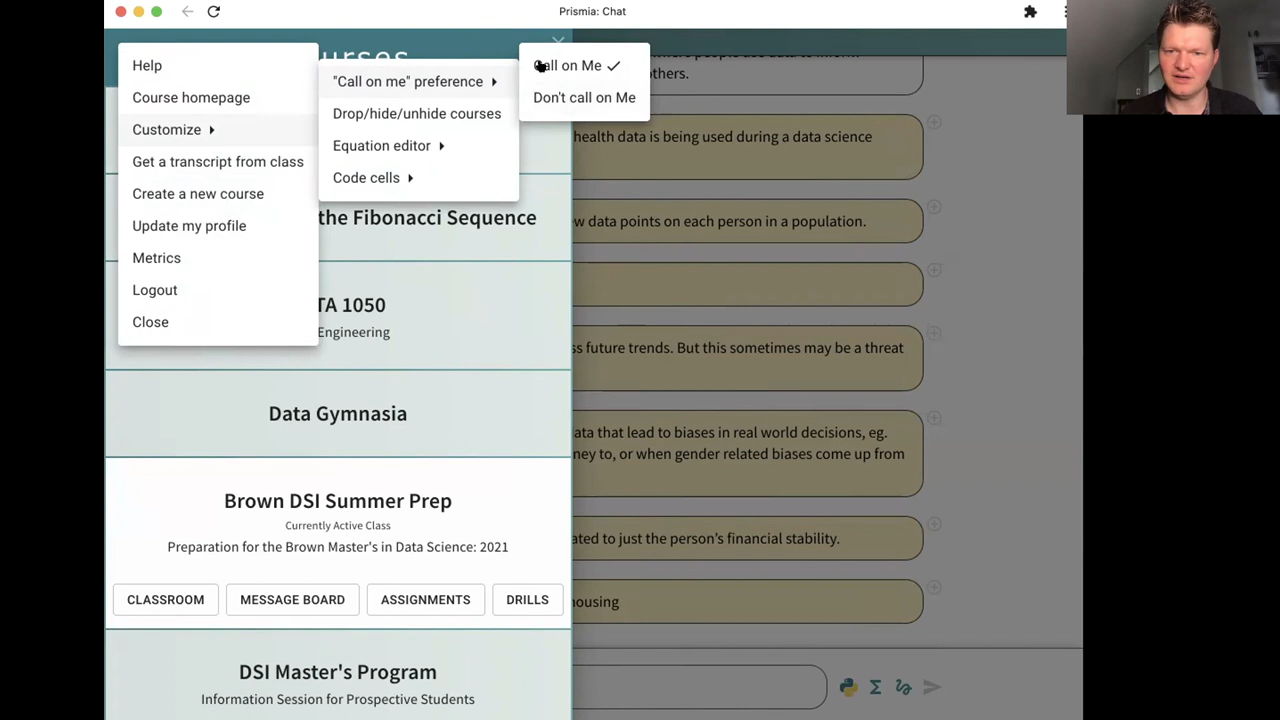 Prismia: Chat
Help
Course homepage
Customize
Get a transcript from class
Create a new course
Update my profile
Metrics
Logout
Close
"Call on me" preference
Drop/hide/unhide courses
Equation editor
Code cells
on Me
Don't call on Me
the Fibonacci Sequence
TA 1050
Engineering
Data Gymnasia
Brown DSI Summer Prep
Currently Active Class
Preparation for the Brown Master's in Data Science: 2021
CLASSROOM
MESSAGE BOARD
ASSIGNMENTS
DRILLS
DSI Master's Program
Information Session for Prospective Students
others.
health data is being used during a data science
data points on each person in a population.
future trends. But this sometimes may be a threat
that lead to biases in real world decisions, eg.
to, or when gender related biases come up from
to just the person's financial stability.